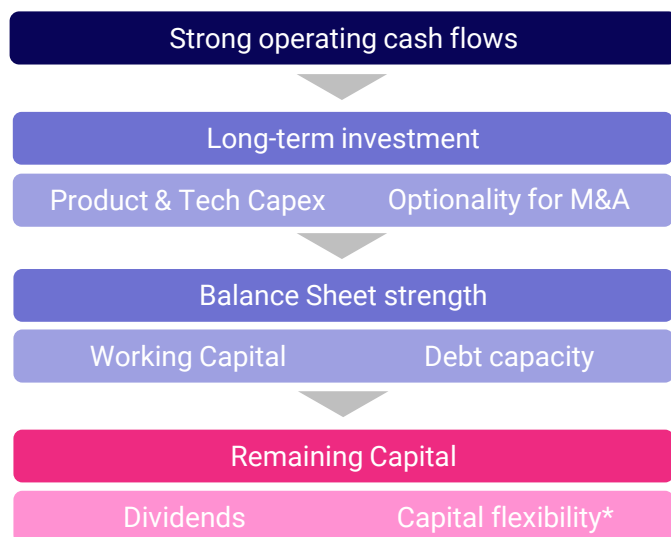 Strong operating cash flows
Long-term investment
Product & Tech Capex Optionality for M&A
Balance Sheet strength
Working Capital Debt capacity
Remaining Capital
Dividends Capital flexibility*